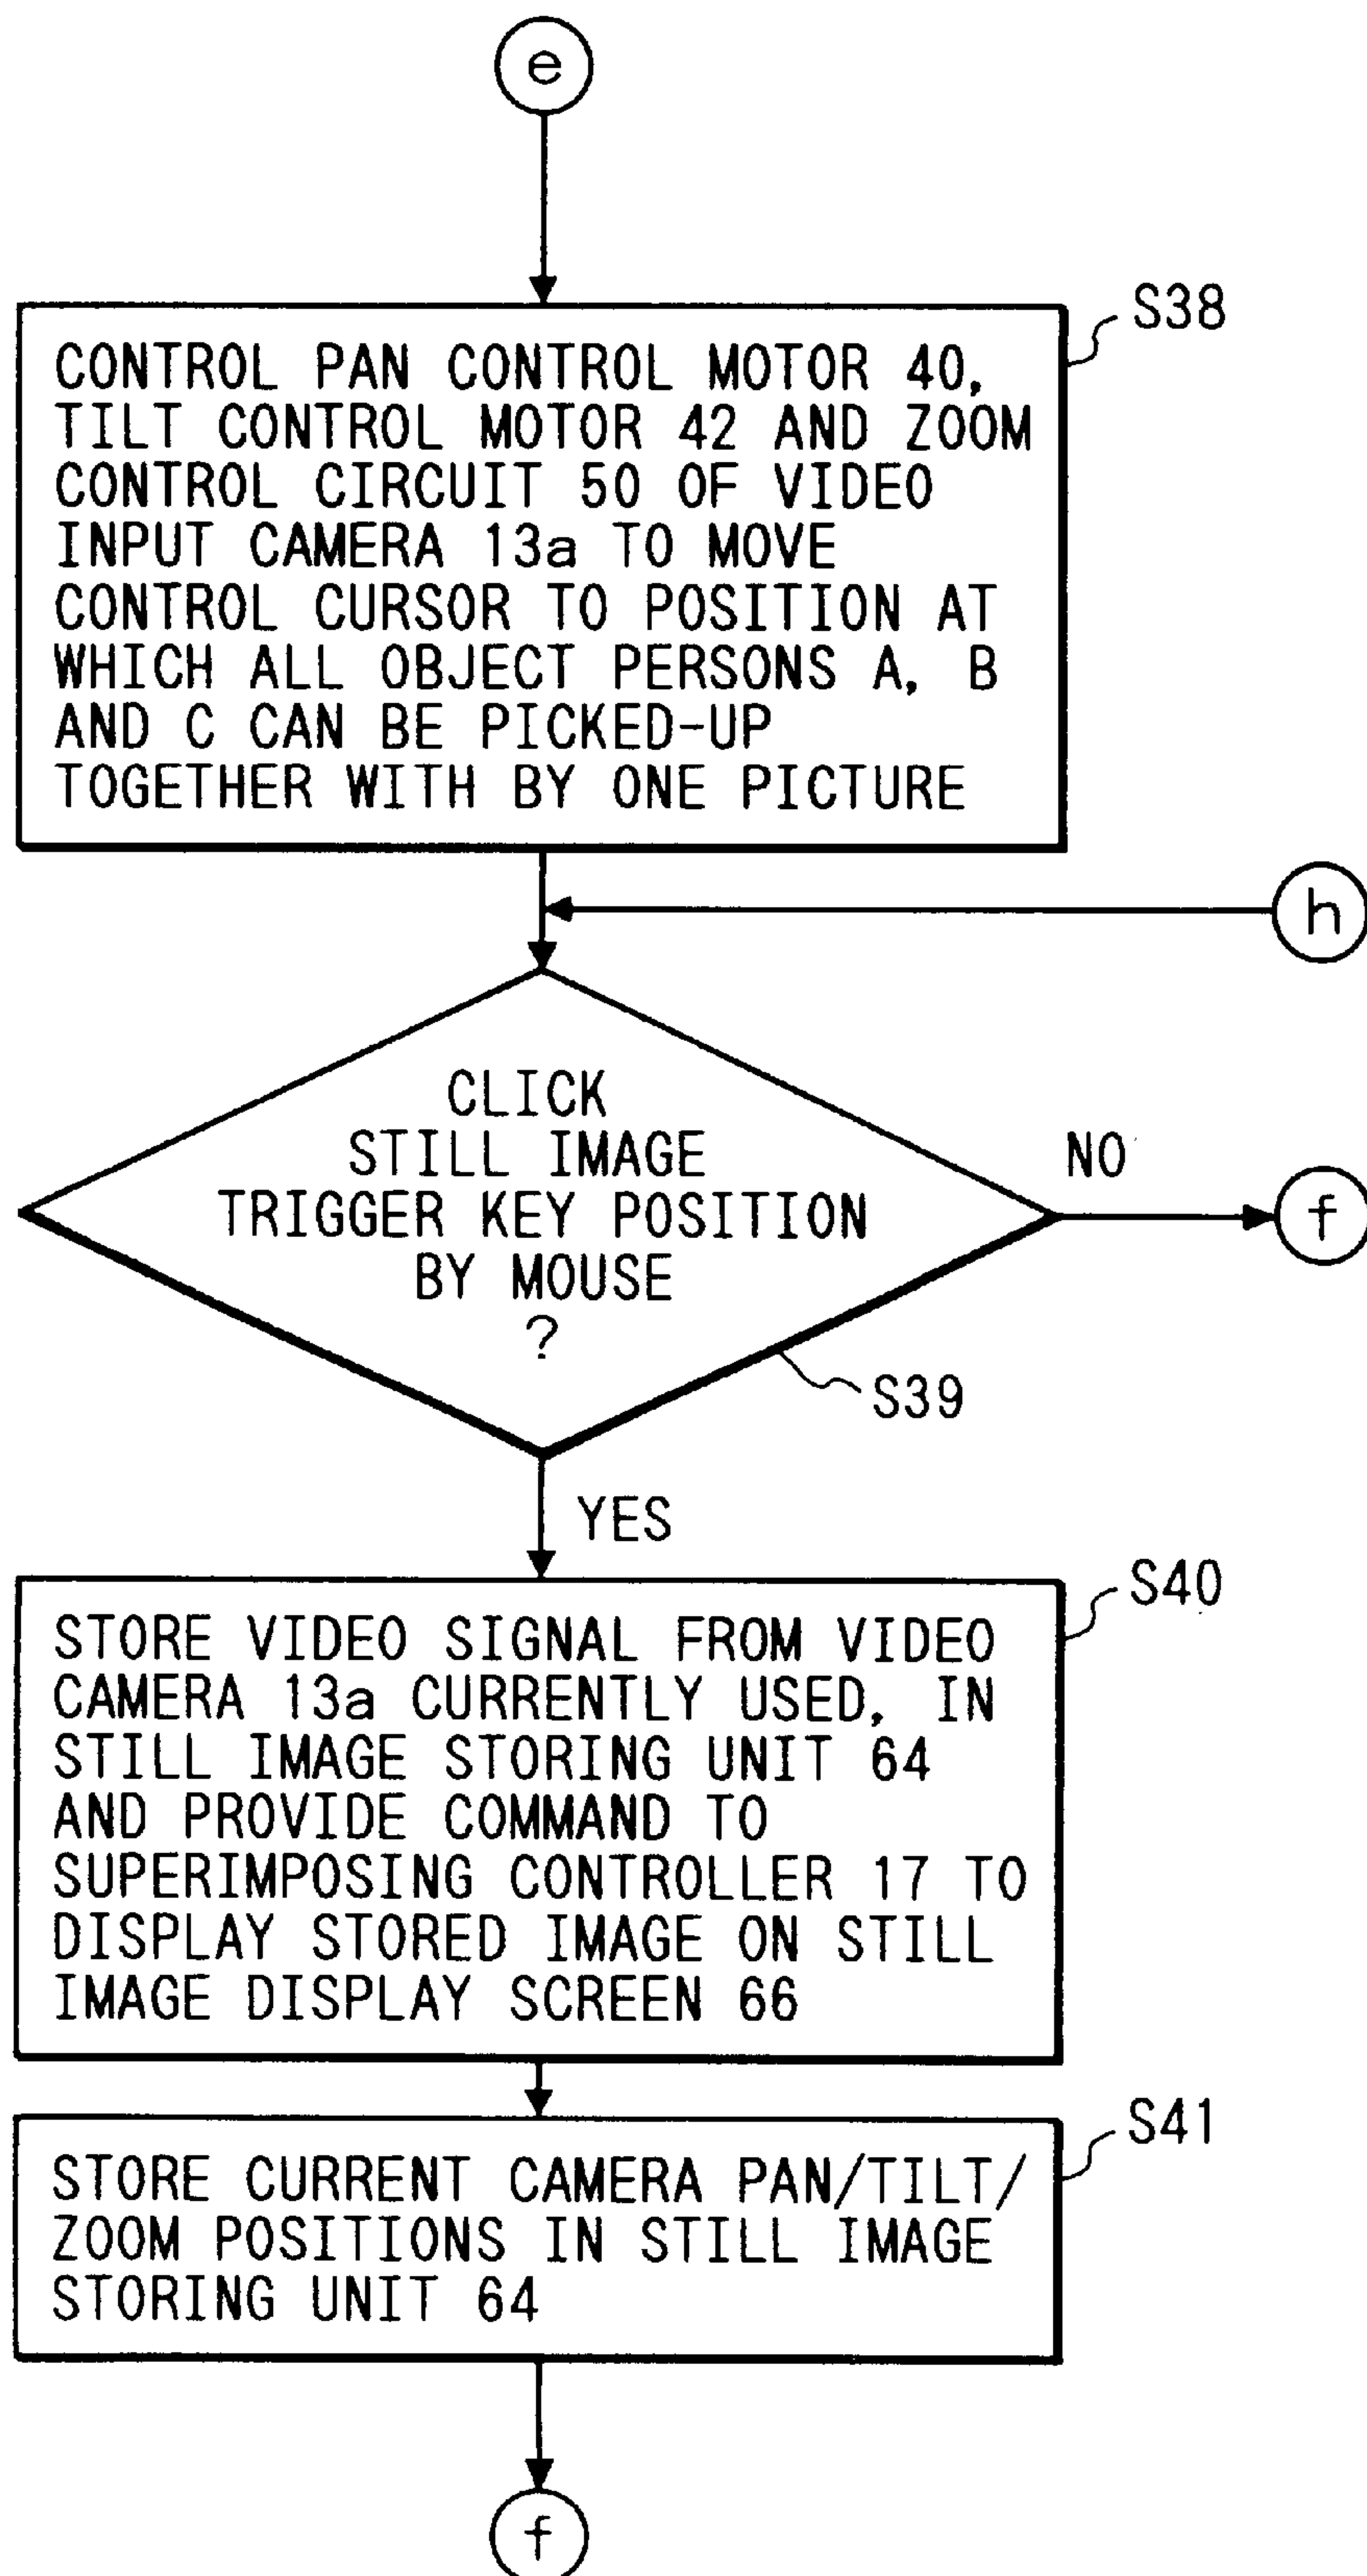 e
S38
CONTROL PAN CONTROL MOTOR 40,
TILT CONTROL MOTOR 42 AND ZOOM
CONTROL CIRCUIT 50 OF VIDEO
INPUT CAMERA 13a TO MOVE
CONTROL CURSOR TO POSITION AT
WHICH ALL OBJECT PERSONS A, B
AND C CAN BE PICKED-UP
TOGETHER WITH BY ONE PICTURE
h
CLICK
STILL IMAGE
TRIGGER KEY POSITION
BY MOUSE
?
NO
f
S39
YES
S40
STORE VIDEO SIGNAL FROM VIDEO
CAMERA 13a CURRENTLY USED, IN
STILL IMAGE STORING UNIT 64
AND PROVIDE COMMAND TO
SUPERIMPOSING CONTROLLER 17 TO
DISPLAY STORED IMAGE ON STILL
IMAGE DISPLAY SCREEN 66
S41
STORE CURRENT CAMERA PAN/TILT/
ZOOM POSITIONS IN STILL IMAGE
STORING UNIT 64
f